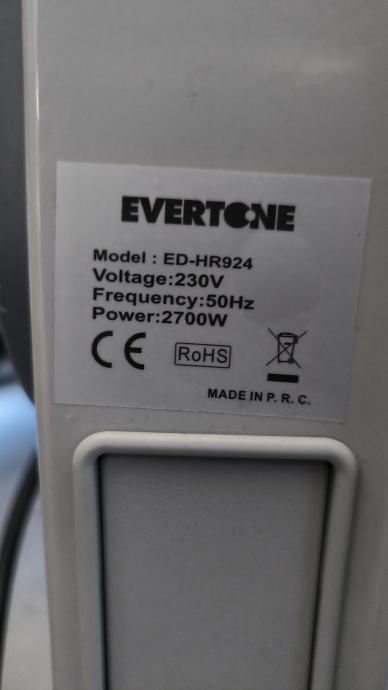 EVERTONE
Model : ED-HR924
Voltage:230V
Frequency:50Hz
Power:2700W
CE RoHS
MADE IN P. R. C.